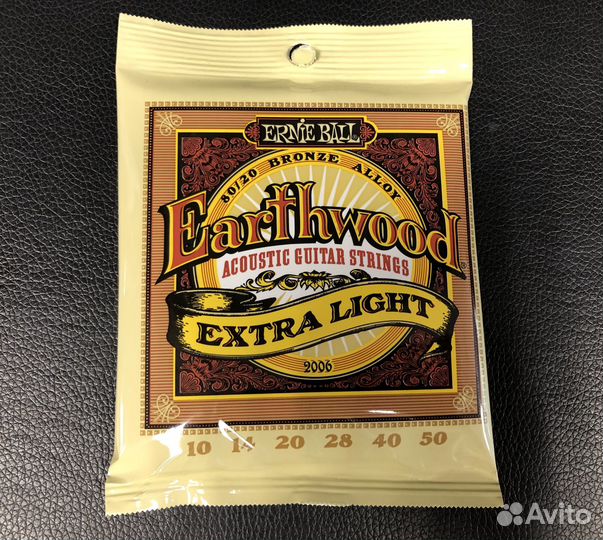 ERNIE BALL
80/20 BRONZE ALLOY
Earthwood
ACOUSTIC GUITAR STRINGS
EXTRA LIGHT
2006
10 14 20 28 40 50
Avito